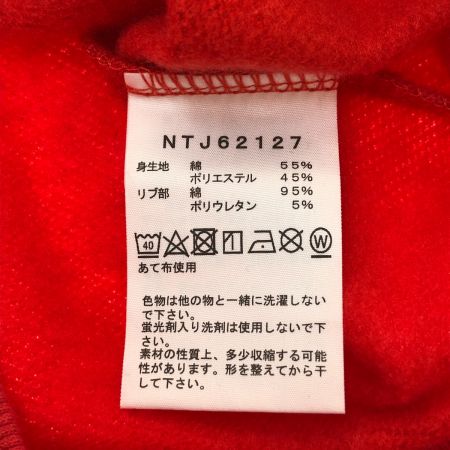 NTJ62127
身生地 綿 55%
ポリエステル 45%
リブ部 綿 95%
ポリウレタン 5%
40 W
あて布使用
色物は他の物と一緒に洗濯しない
で下さい。
蛍光剤入り洗剤は使用しないで下
さい。
素材の性質上、多少収縮する可能
性があります。形を整えてから干
して下さい。